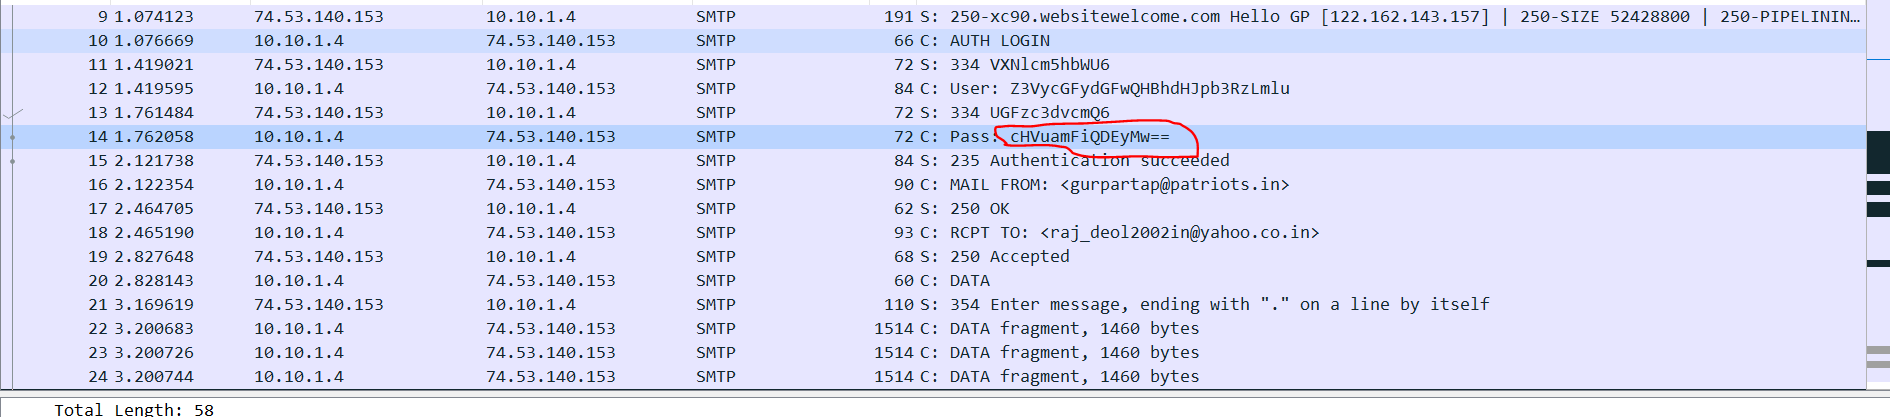 9 1.074123 74.53.140.153 10.10.1.4 SMTP 191 S: 250-xc90.websitewelcome.com Hello GP [122.162.143.157] | 250-SIZE 52428800 | 250-PIPELININ…
10 1.076669 10.10.1.4 74.53.140.153 SMTP 66 C: AUTH LOGIN
11 1.419021 74.53.140.153 10.10.1.4 SMTP 72 S: 334 VXNlcm5hbWU6
12 1.419595 10.10.1.4 74.53.140.153 SMTP 84 C: User: Z3VycGFydGFwQHBhdHJpb3RzLmlu
13 1.761484 74.53.140.153 10.10.1.4 SMTP 72 S: 334 UGFzc3dvcmQ6
14 1.762058 10.10.1.4 74.53.140.153 SMTP 72 C: Pass: cHVuamFiQDEyMw==
15 2.121738 74.53.140.153 10.10.1.4 SMTP 84 S: 235 Authentication succeeded
16 2.122354 10.10.1.4 74.53.140.153 SMTP 90 C: MAIL FROM: <gurpartap@patriots.in>
17 2.464705 74.53.140.153 10.10.1.4 SMTP 62 S: 250 OK
18 2.465190 10.10.1.4 74.53.140.153 SMTP 93 C: RCPT TO: <raj_deol2002in@yahoo.co.in>
19 2.827648 74.53.140.153 10.10.1.4 SMTP 68 S: 250 Accepted
20 2.828143 10.10.1.4 74.53.140.153 SMTP 60 C: DATA
21 3.169619 74.53.140.153 10.10.1.4 SMTP 110 S: 354 Enter message, ending with "." on a line by itself
22 3.200683 10.10.1.4 74.53.140.153 SMTP 1514 C: DATA fragment, 1460 bytes
23 3.200726 10.10.1.4 74.53.140.153 SMTP 1514 C: DATA fragment, 1460 bytes
24 3.200744 10.10.1.4 74.53.140.153 SMTP 1514 C: DATA fragment, 1460 bytes
Total Length: 58